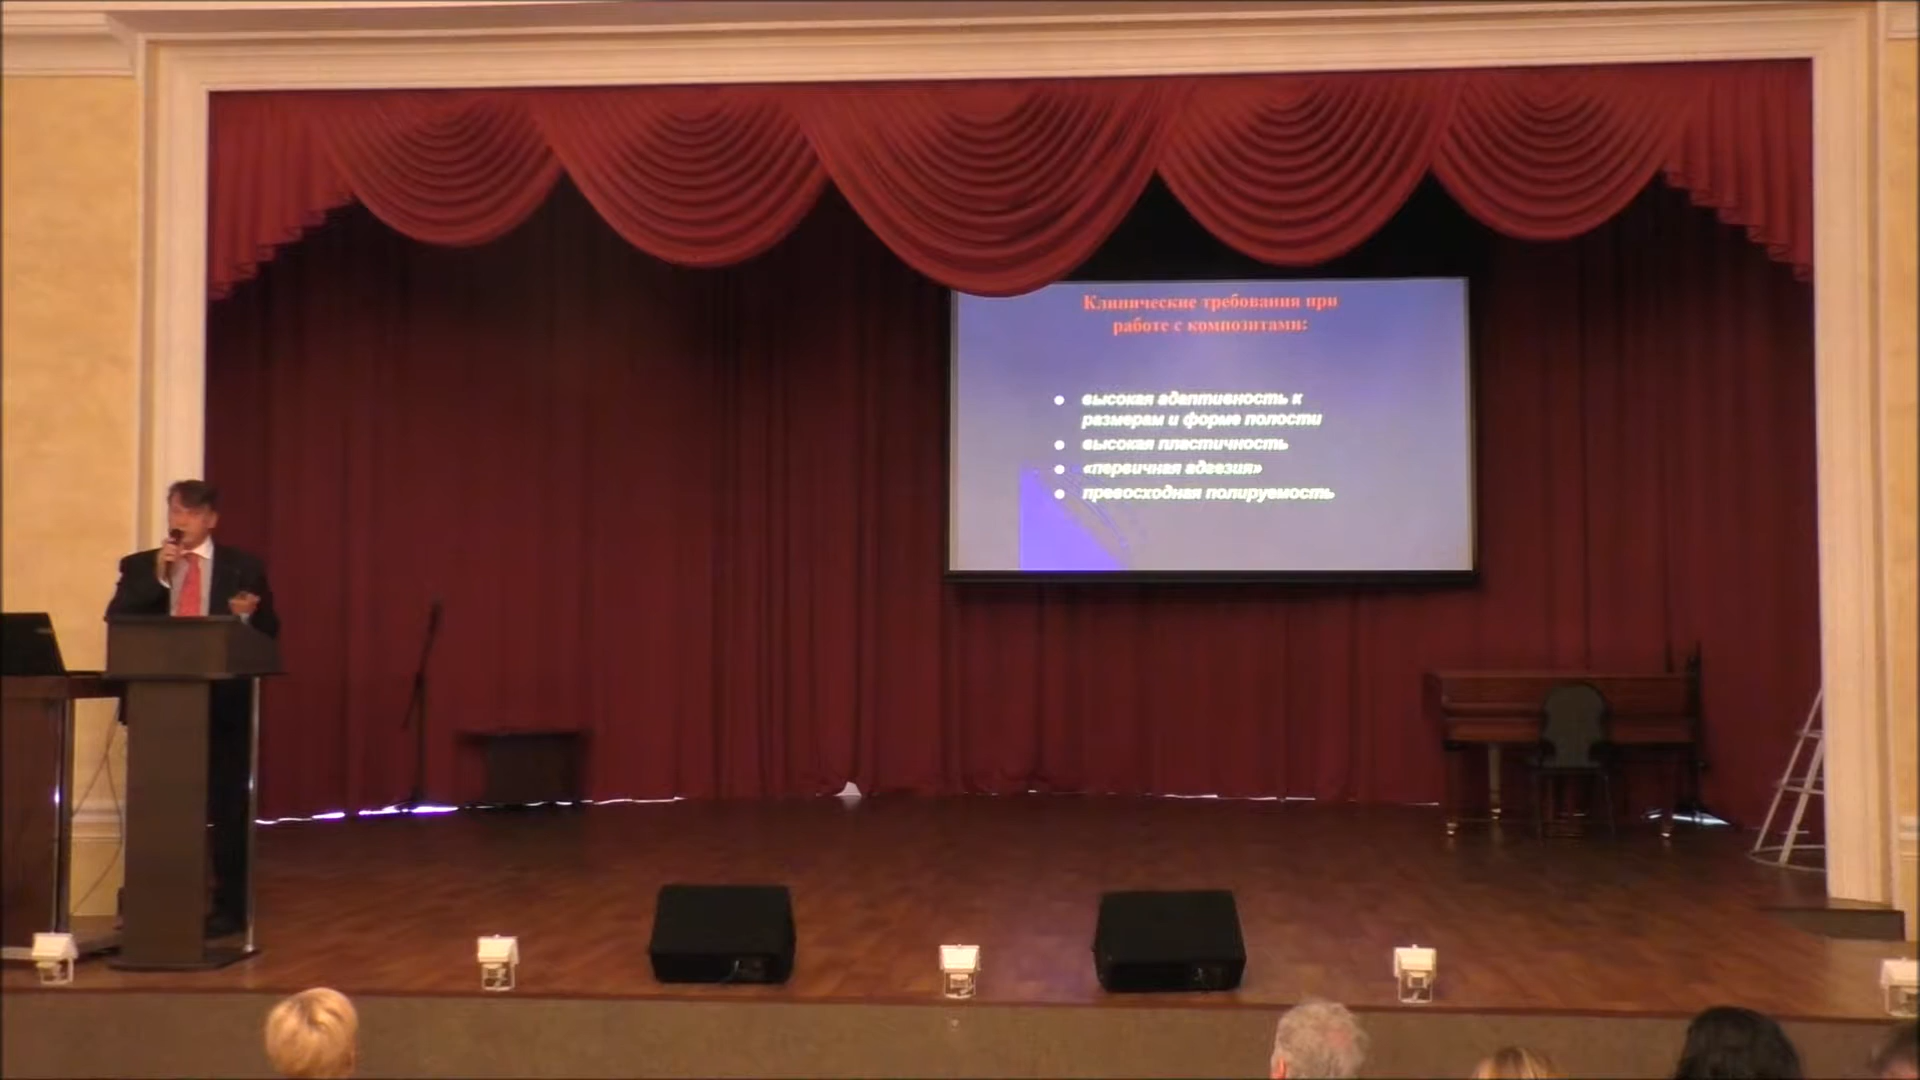 Клинические требования при
работе с композитами:
• высокая адаптивность к
размерам и форме полости
• высокая пластичность
• «первичная адгезия»
• превосходная полируемость